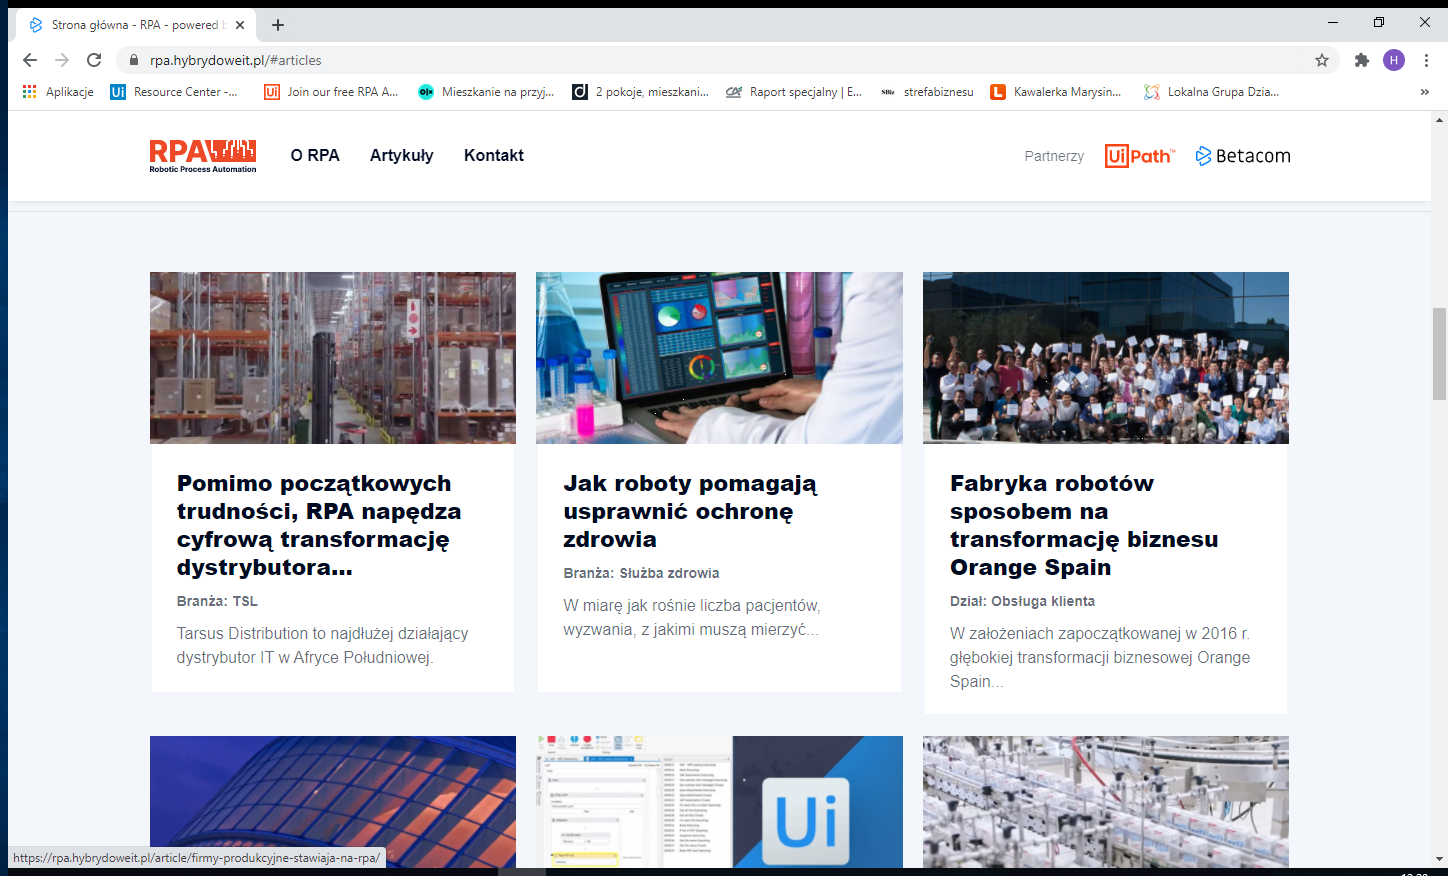 Strona główna - RPA - powered b
rpa.hybrydoweit.pl/#articles
H
Aplikacje
Resource Center -...
Join our free RPA A...
Mieszkanie na przyj...
2 pokoje, mieszkani...
Raport specjalny | E...
strefabiznesu
Kawalerka Marysin...
Lokalna Grupa Dzia...
»
RPA
Robotic Process Automation
O RPA
Artykuły
Kontakt
Partnerzy
UiPath™
Betacom
Pomimo początkowych
trudności, RPA napędza
cyfrową transformację
dystrybutora...
Branża: TSL
Tarsus Distribution to najdłużej działający
dystrybutor IT w Afryce Południowej.
Jak roboty pomagają
usprawnić ochronę
zdrowia
Branża: Służba zdrowia
W miarę jak rośnie liczba pacjentów,
wyzwania, z jakimi muszą mierzyć...
Fabryka robotów
sposobem na
transformację biznesu
Orange Spain
Dział: Obsługa klienta
W założeniach zapoczątkowanej w 2016 r.
głębokiej transformacji biznesowej Orange
Spain...
Ui
https://rpa.hybrydoweit.pl/article/firmy-produkcyjne-stawiaja-na-rpa/